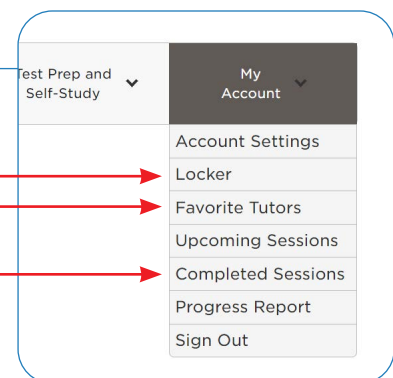 Test Prep and
Self-Study
My
Account
Account Settings
Locker
Favorite Tutors
Upcoming Sessions
Completed Sessions
Progress Report
Sign Out